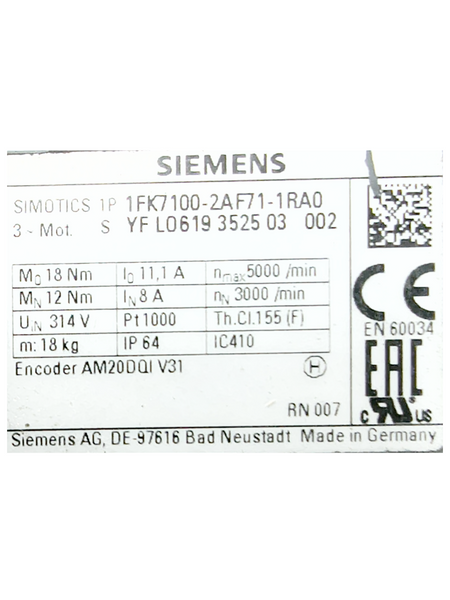 SIEMENS
SIMOTICS 1P 1FK7100-2AF71-1RA0
3~Mot. S YF L0619 3525 03 002
M0 18 Nm I0 11,1 A nmax5000 /min
MN 12 Nm IN 8 A nN 3000 /min
UIN 314 V Pt1000 Th.Cl.155 (F)
m: 18 kg IP 64 IC410
Encoder AM20DQI V31 H
CE
EN 60034
EAC
RN 007
c RU US
Siemens AG, DE-97616 Bad Neustadt Made in Germany